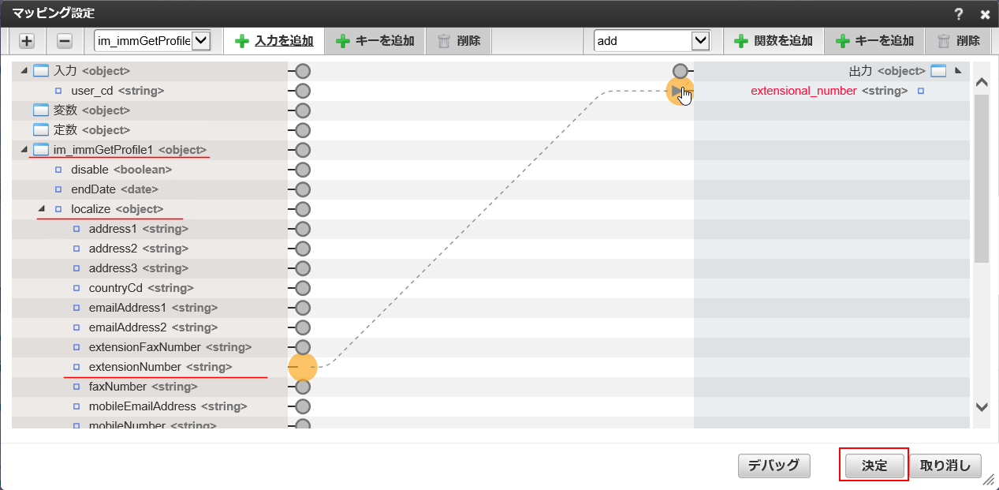 マッピング設定
im_immGetProfile 入力を追加 キーを追加 削除 add 関数を追加 キーを追加 削除
入力 <object> 出力 <object>
user_cd <string> extensional_number <string>
変数 <object>
定数 <object>
im_immGetProfile1 <object>
disable <boolean>
endDate <date>
localize <object>
address1 <string>
address2 <string>
address3 <string>
countryCd <string>
emailAddress1 <string>
emailAddress2 <string>
extensionFaxNumber <string>
extensionNumber <string>
faxNumber <string>
mobileEmailAddress <string>
mobileNumber <string>
デバッグ 決定 取り消し